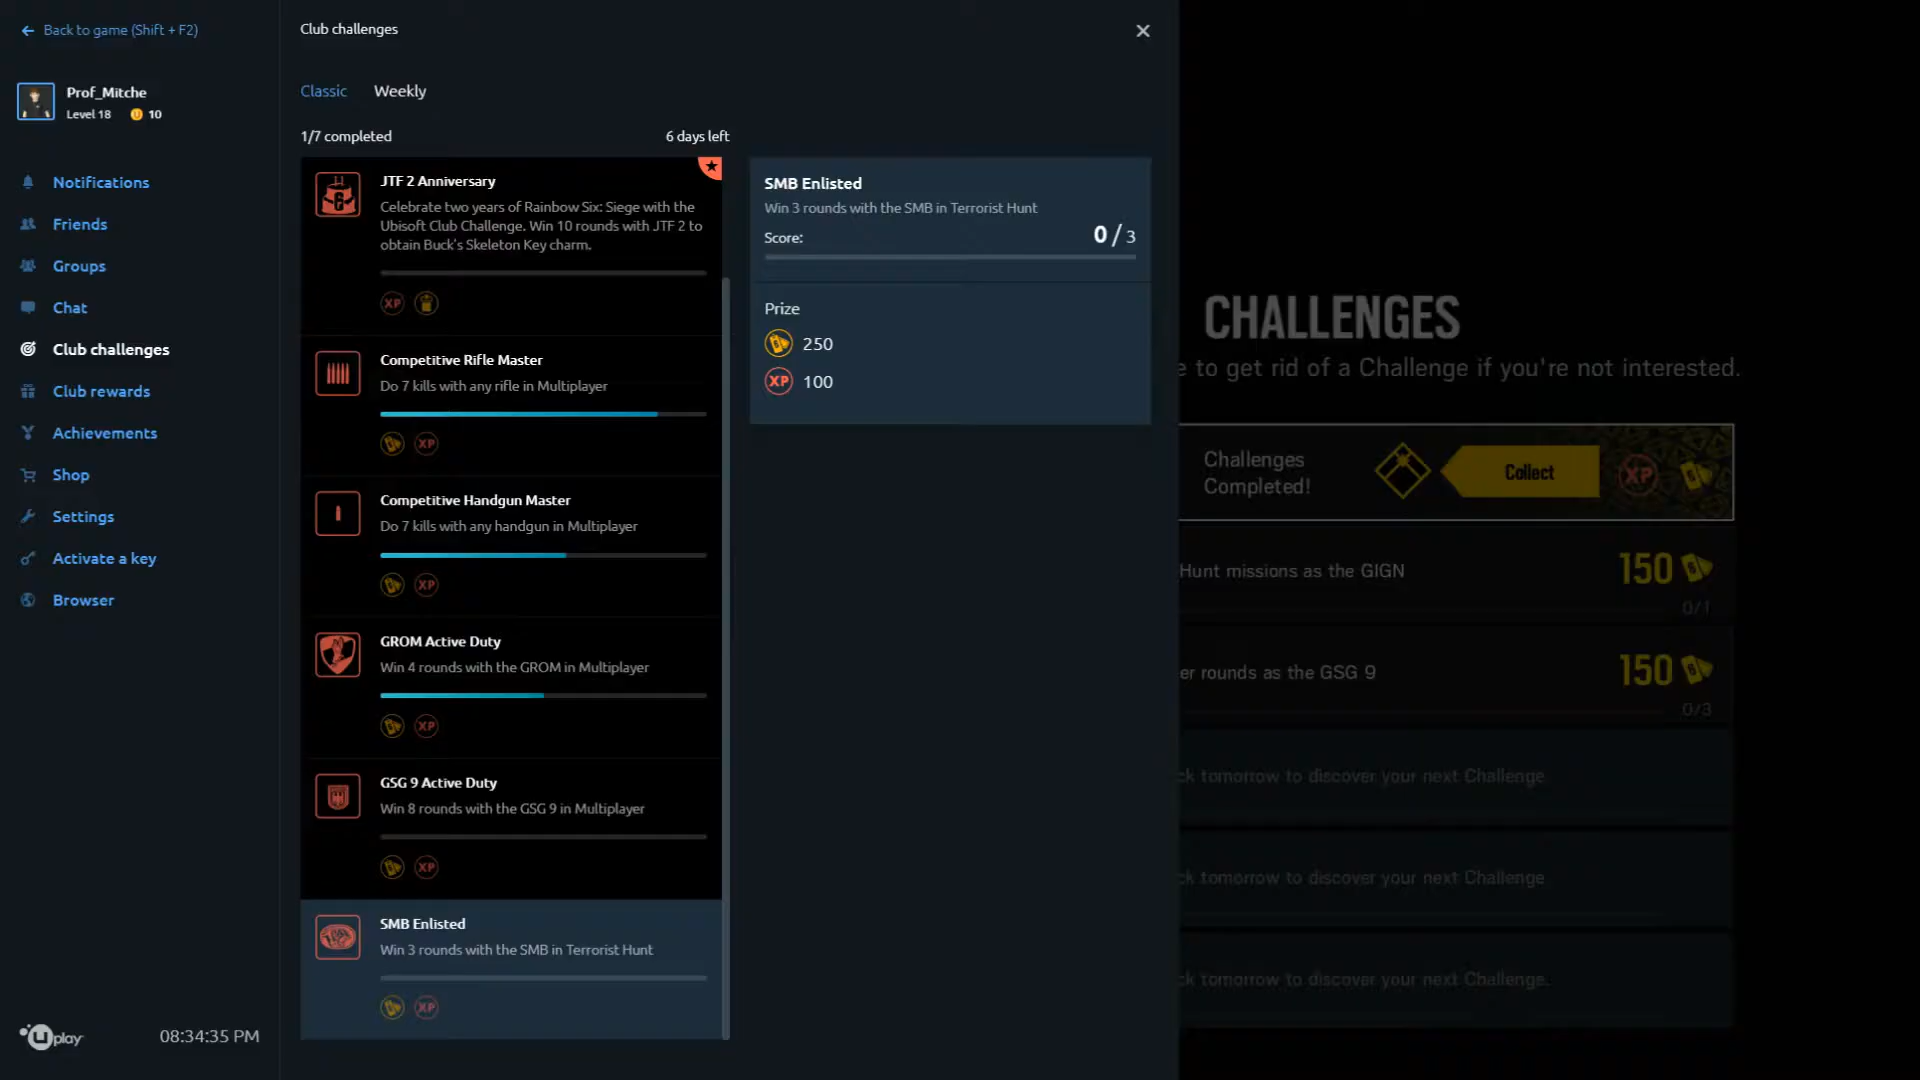 Back to game (Shift + F2)
Prof_Mitche
Level 18
10
Notifications
Friends
Groups
Chat
Club challenges
Club rewards
Achievements
Shop
Settings
Activate a key
Browser
Uplay
08:34:35 PM
Club challenges
Classic
Weekly
1/7 completed
6 days left
JTF 2 Anniversary
Celebrate two years of Rainbow Six: Siege with the
Ubisoft Club Challenge. Win 10 rounds with JTF 2 to
obtain Buck's Skeleton Key charm.
XP
Competitive Rifle Master
Do 7 kills with any rifle in Multiplayer
XP
Competitive Handgun Master
Do 7 kills with any handgun in Multiplayer
XP
GROM Active Duty
Win 4 rounds with the GROM in Multiplayer
XP
GSG 9 Active Duty
Win 8 rounds with the GSG 9 in Multiplayer
XP
SMB Enlisted
Win 3 rounds with the SMB in Terrorist Hunt
XP
SMB Enlisted
Win 3 rounds with the SMB in Terrorist Hunt
Score:
0 / 3
Prize
250
XP 100
CHALLENGES
e to get rid of a Challenge if you're not interested.
Challenges
Completed!
Collect
XP
Hunt missions as the GIGN
150
0/1
er rounds as the GSG 9
150
0/3
ck tomorrow to discover your next Challenge.
ck tomorrow to discover your next Challenge.
ck tomorrow to discover your next Challenge.